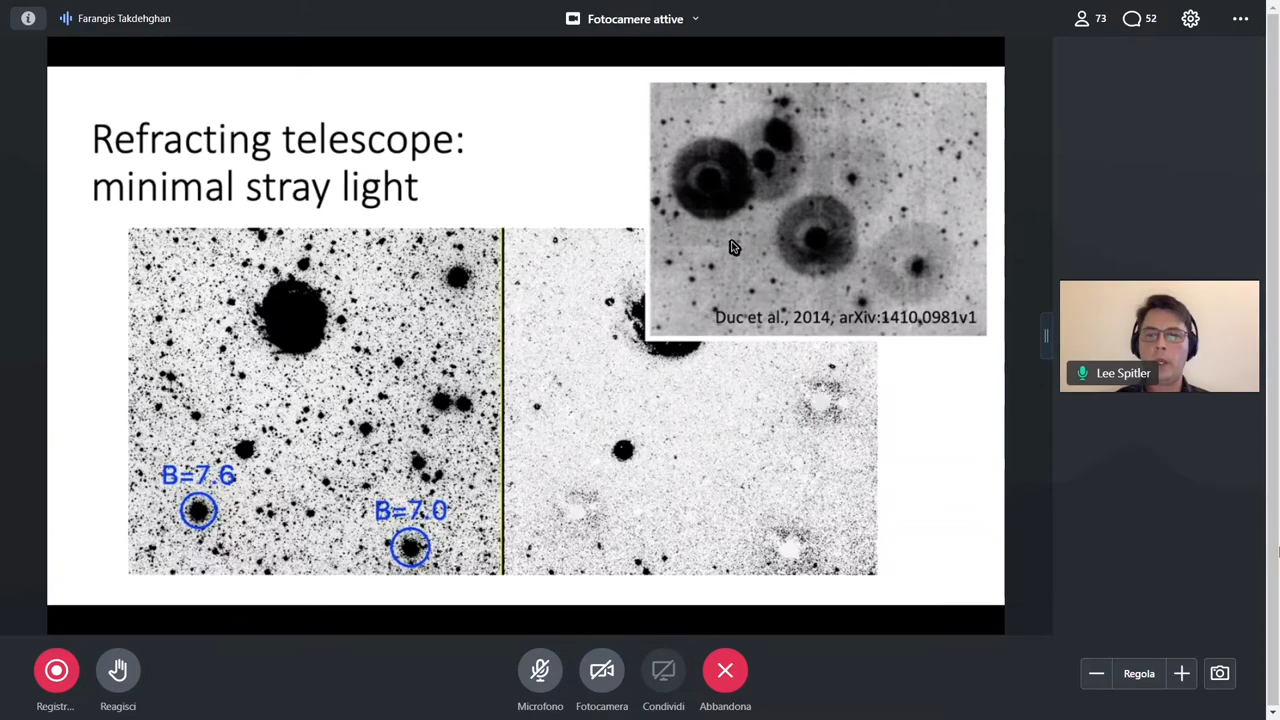 Farangis Takdehghan
Fotocamere attive
73
52
Refracting telescope:
minimal stray light
Duc et al., 2014, arXiv:1410.0981v1
B=7.6
B=7.0
Lee Spitler
Registr...
Reagisci
Microfono
Fotocamera
Condividi
Abbandona
Regola